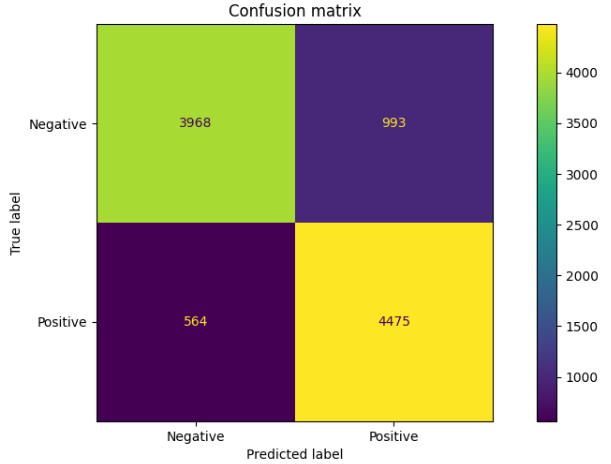 Confusion matrix
True label
Negative
3968
993
Positive
564
4475
Negative
Positive
Predicted label
4000
3500
3000
2500
2000
1500
1000